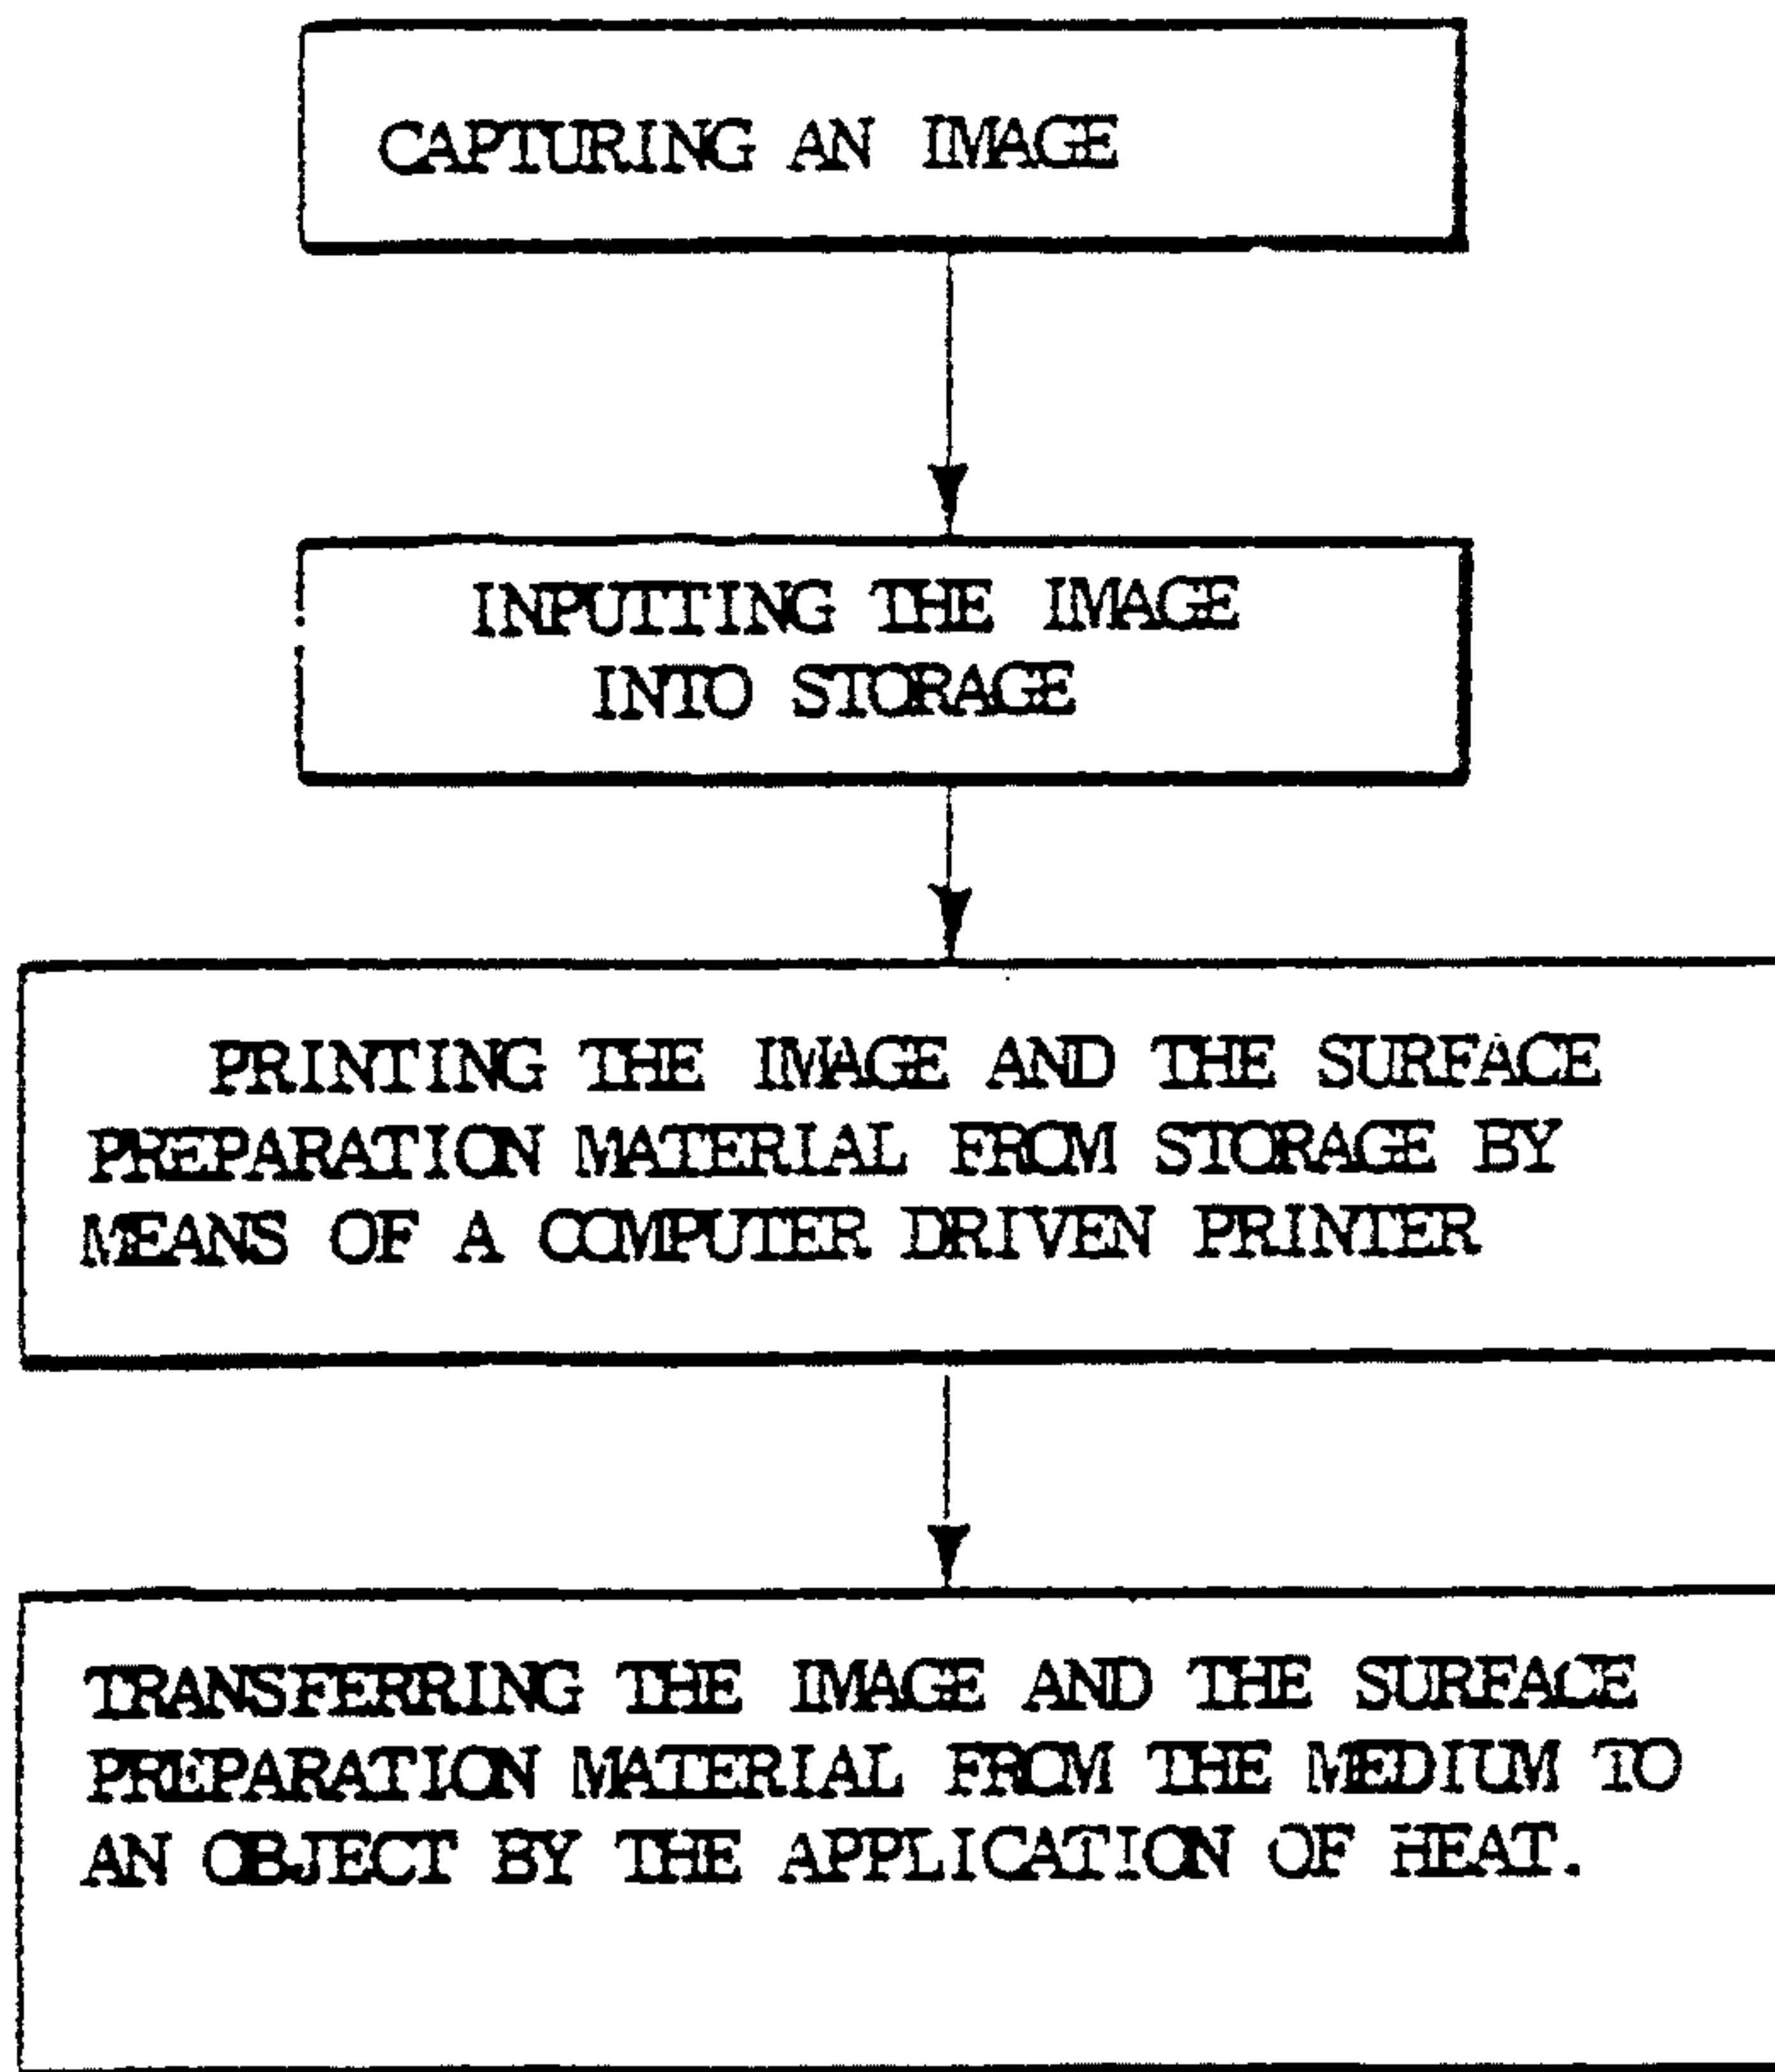 CAPTURING AN IMAGE
INPUTTING THE IMAGE
INTO STORAGE
PRINTING THE IMAGE AND THE SURFACE
PREPARATION MATERIAL FROM STORAGE BY
MEANS OF A COMPUTER DRIVEN PRINTER
TRANSFERRING THE IMAGE AND THE SURFACE
PREPARATION MATERIAL FROM THE MEDIUM TO
AN OBJECT BY THE APPLICATION OF HEAT.